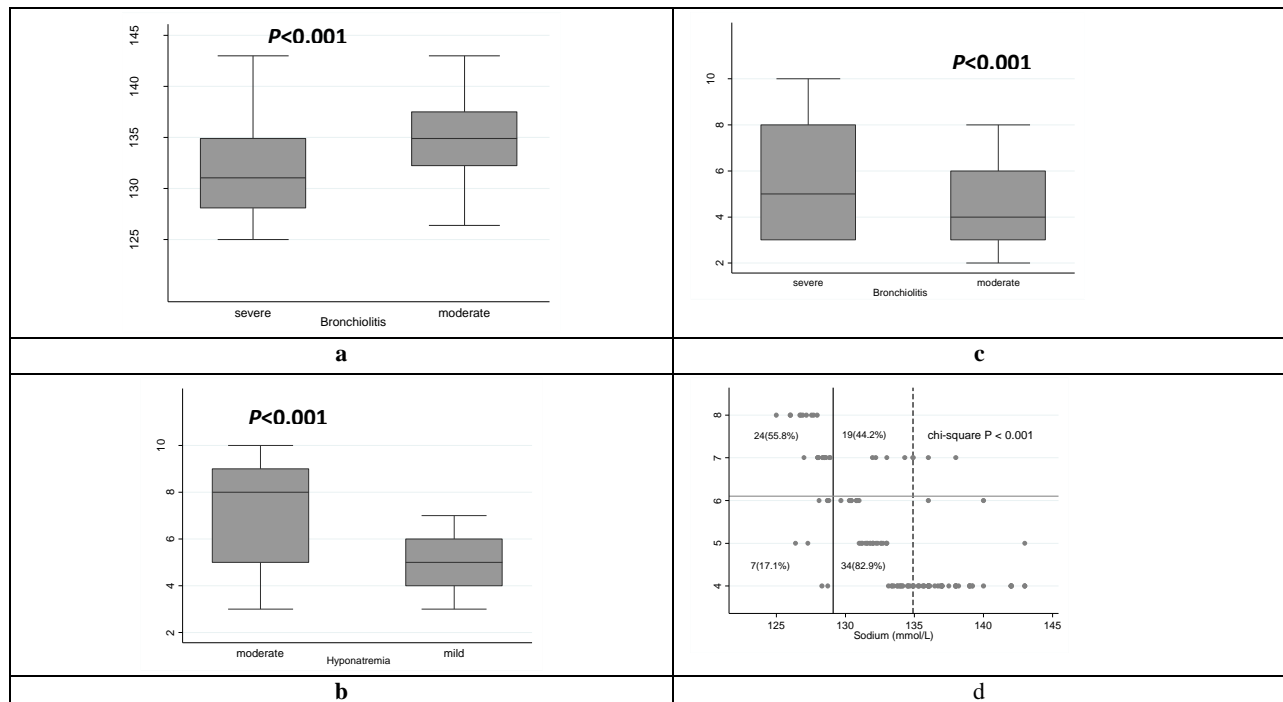 P<0.001
145
140
135
130
125
severe
moderate
Bronchiolitis
a
P<0.001
10
8
6
4
2
severe
moderate
Bronchiolitis
c
P<0.001
10
8
6
4
2
moderate
mild
Hyponatremia
b
8
7
6
5
4
24(55.8%)
19(44.2%)
chi-square P < 0.001
7(17.1%)
34(82.9%)
125
130
135
140
145
Sodium (mmol/L)
d